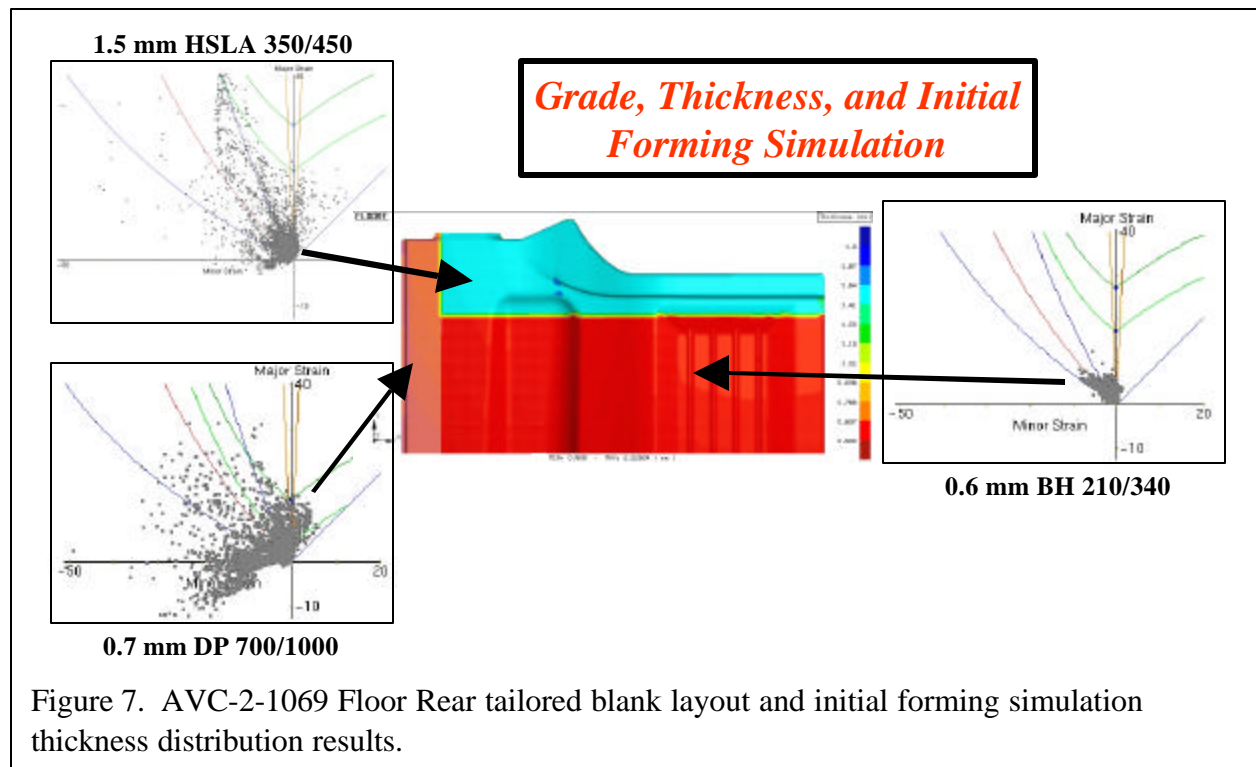 1.5 mm HSLA 350/450
Major Strain
40
Minor Strain
-10
Grade, Thickness, and Initial
Forming Simulation
Major Strain
40
-50
Minor Strain
20
-10
0.6 mm BH 210/340
Major Strain
40
-50
Minor Strain
20
-10
0.7 mm DP 700/1000
Figure 7. AVC-2-1069 Floor Rear tailored blank layout and initial forming simulation
thickness distribution results.